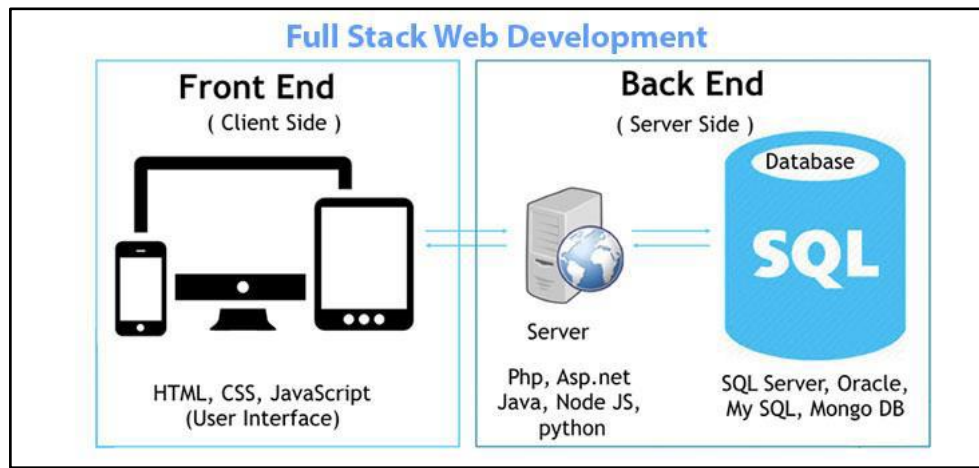 Full Stack Web Development
Front End
( Client Side )
HTML, CSS, JavaScript
(User Interface)
Back End
( Server Side )
Server
Php, Asp.net
Java, Node JS,
python
Database
SQL
SQL Server, Oracle,
My SQL, Mongo DB